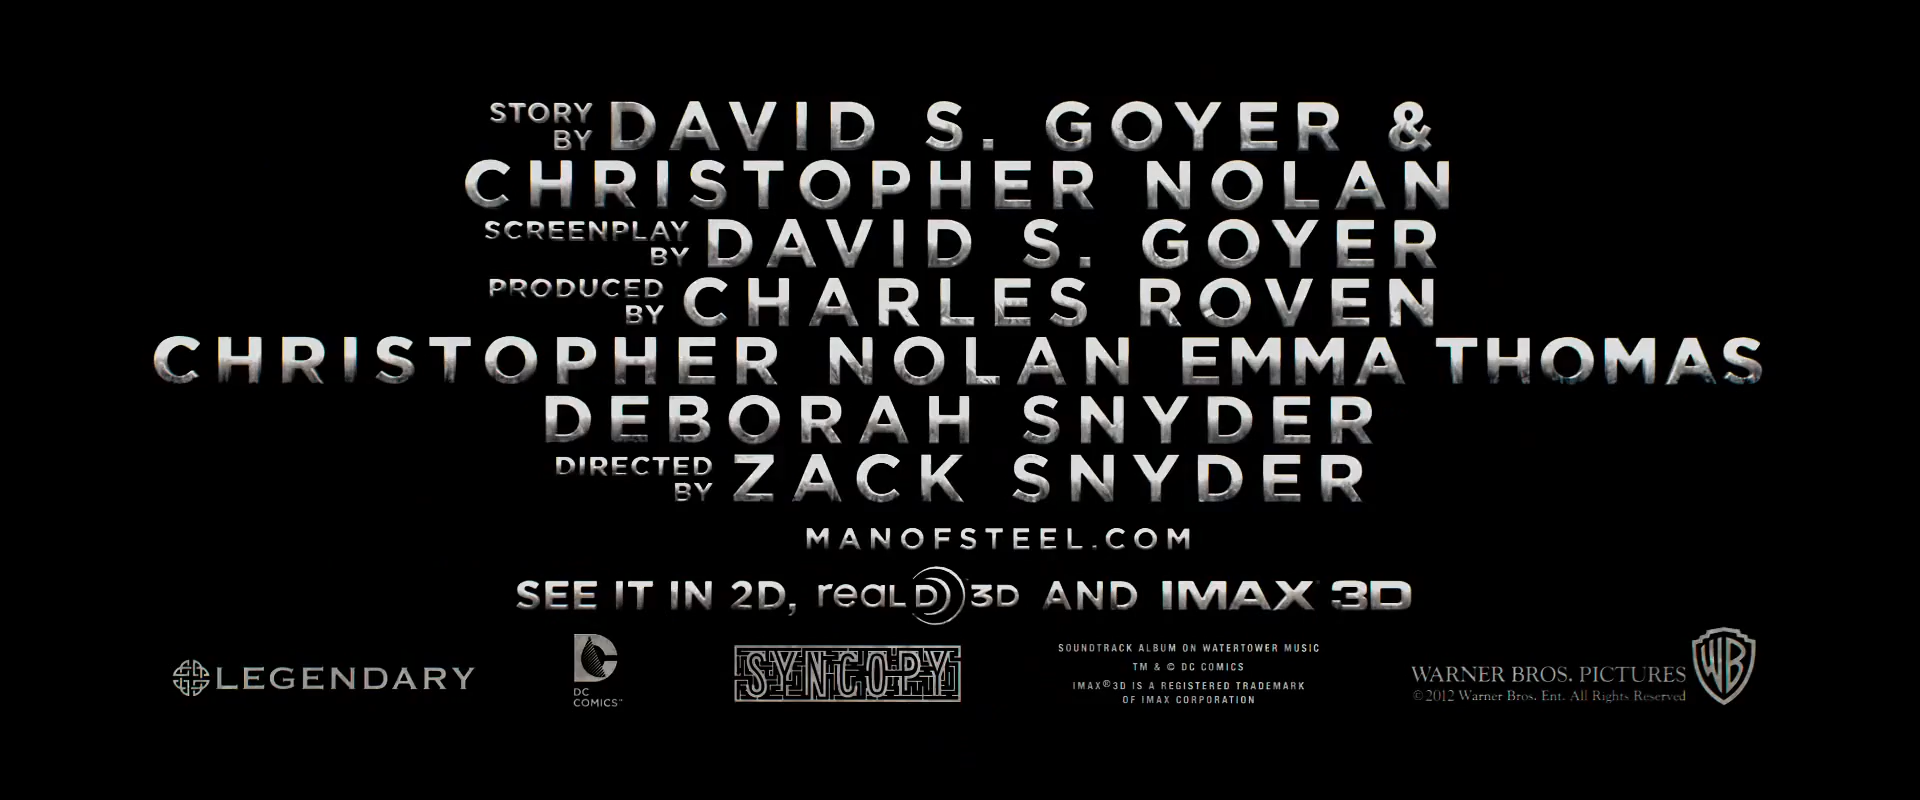 STORY BY DAVID S. GOYER &
CHRISTOPHER NOLAN
SCREENPLAY BY DAVID S. GOYER
PRODUCED BY CHARLES ROVEN
CHRISTOPHER NOLAN EMMA THOMAS
DEBORAH SNYDER
DIRECTED BY ZACK SNYDER
MANOFSTEEL.COM
SEE IT IN 2D, REAL D 3D AND IMAX 3D
LEGENDARY
DC
COMICS™
SYNCOPY
SOUNDTRACK ALBUM ON WATERTOWER MUSIC
TM & © DC COMICS
IMAX®3D IS A REGISTERED TRADEMARK
OF IMAX CORPORATION
WARNER BROS. PICTURES
©2012 Warner Bros. Ent. All Rights Reserved
WB